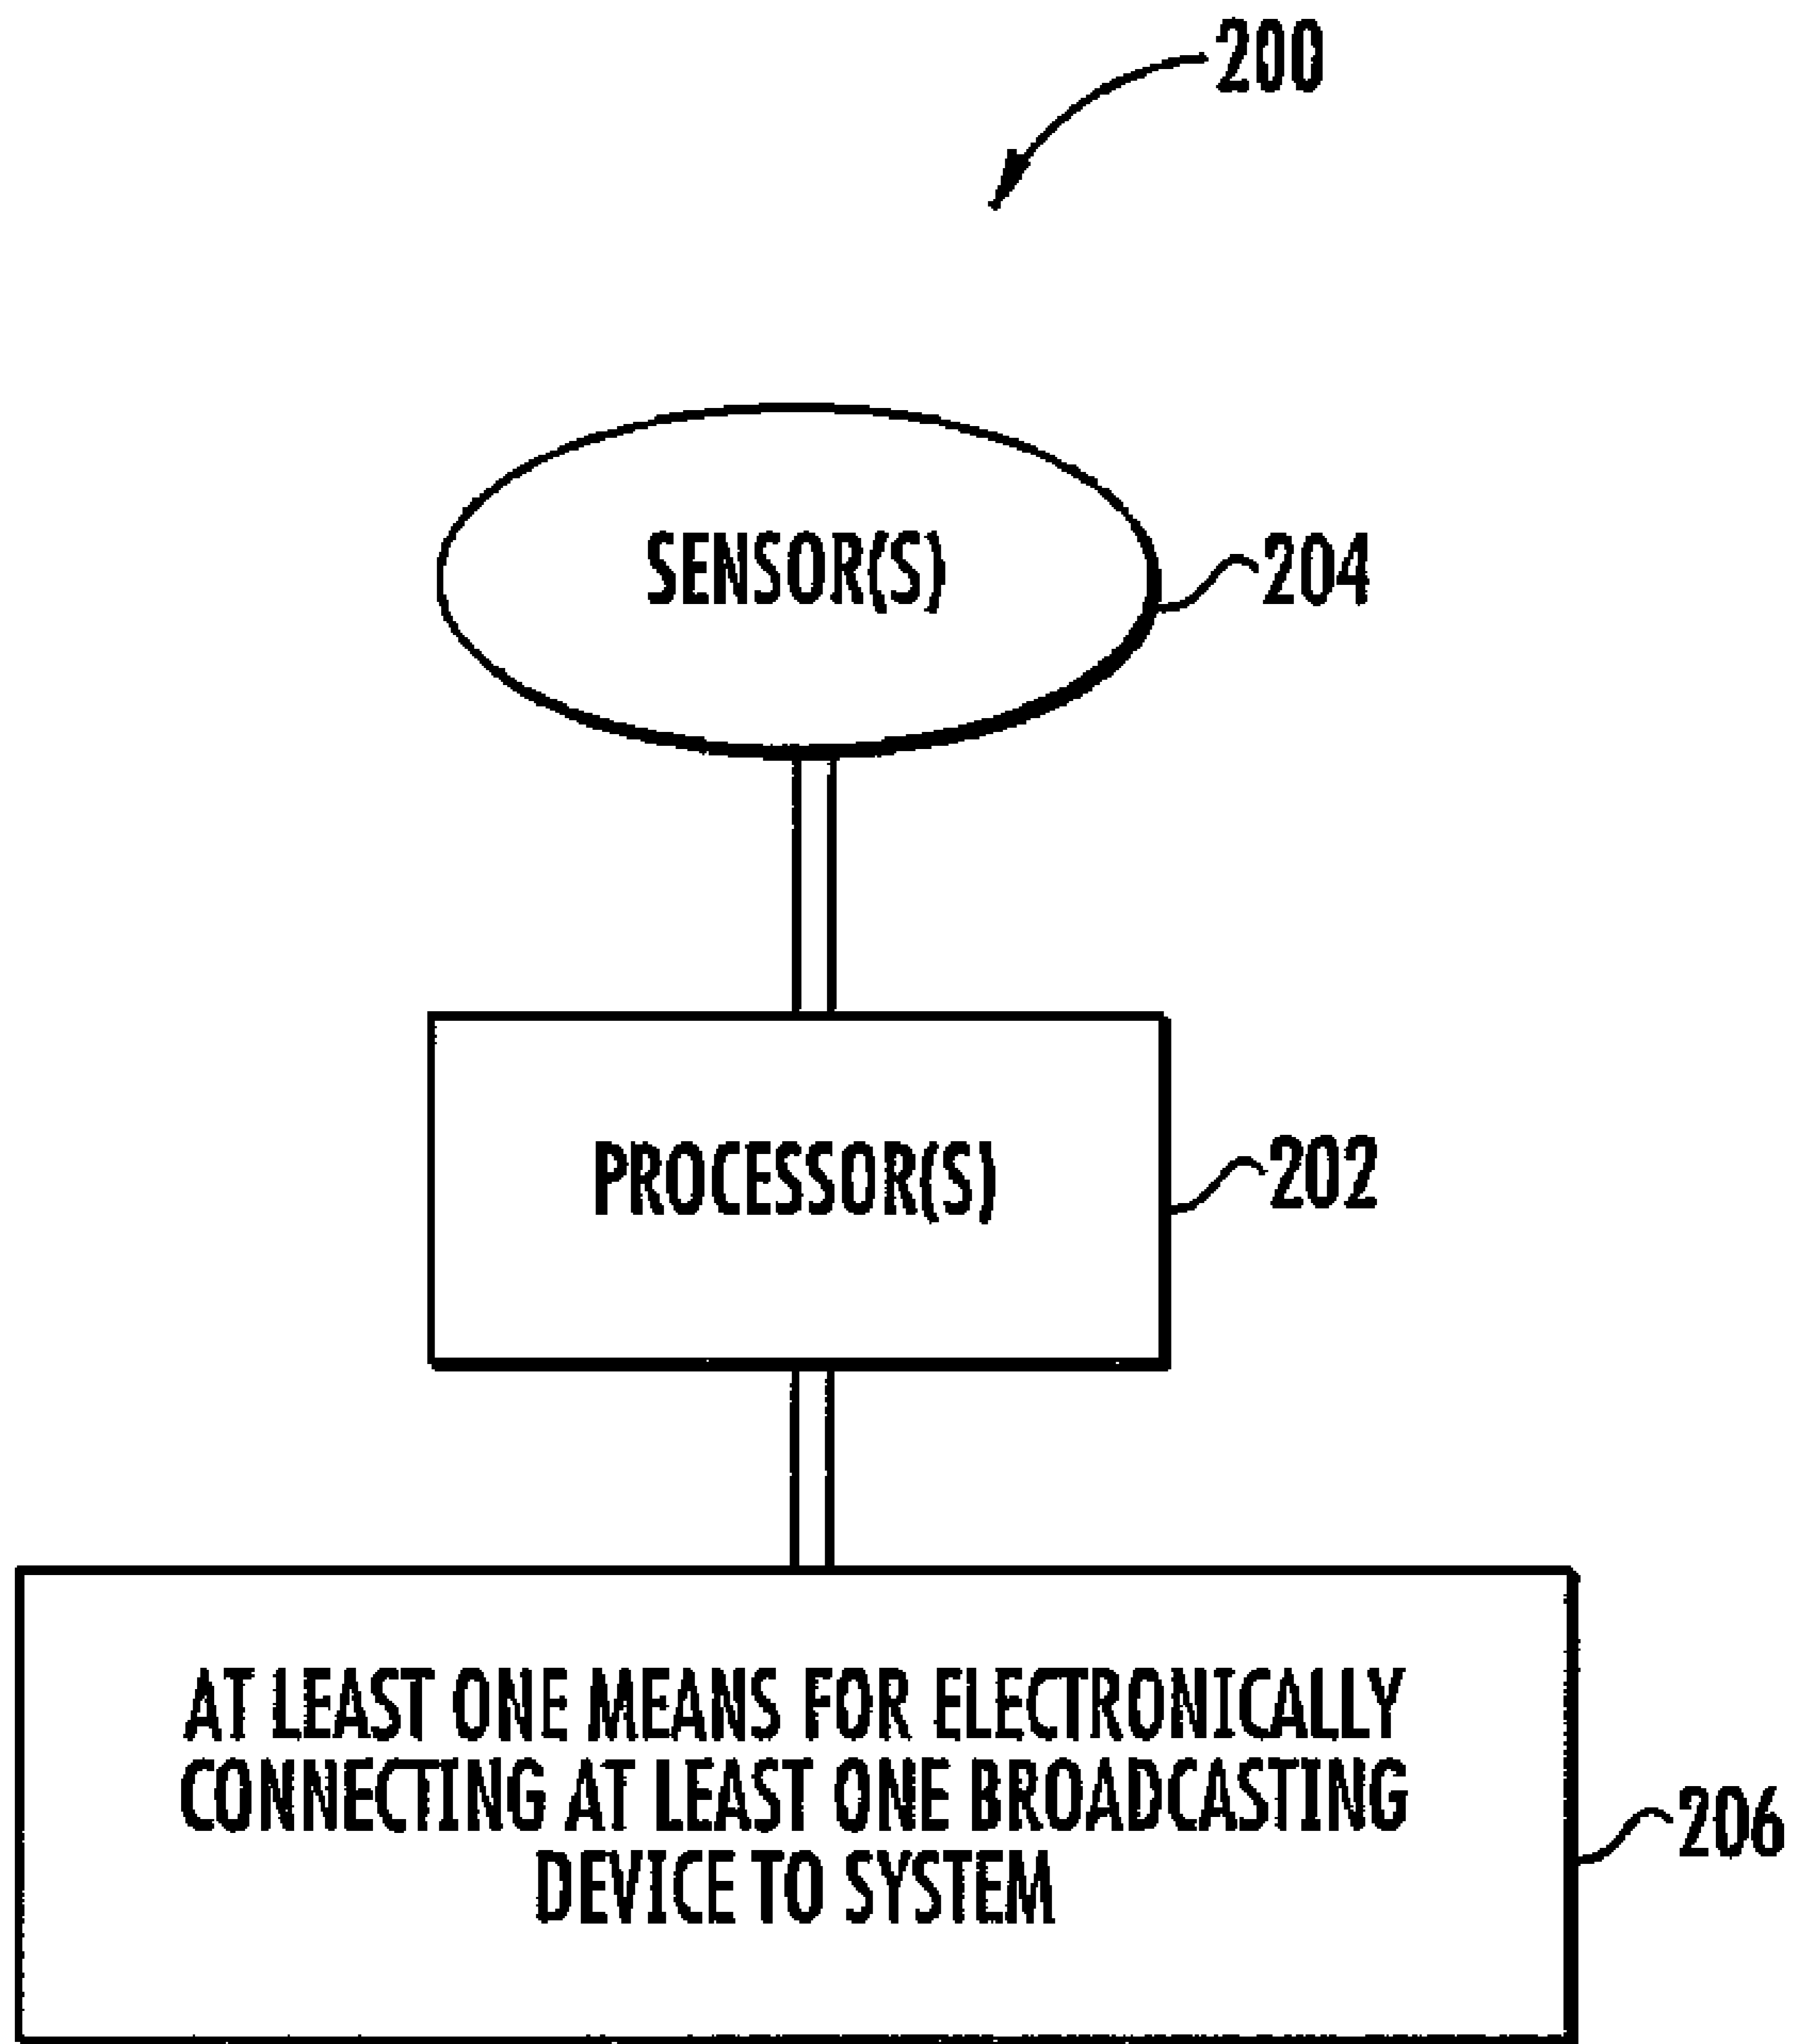 200
SENSOR(S)
204
PROCESSOR(S)
202
AT LEAST ONE MEANS FOR ELECTRONICALLY
CONNECTING AT LEAST ONE BROADCASTING
DEVICE TO SYSTEM
206